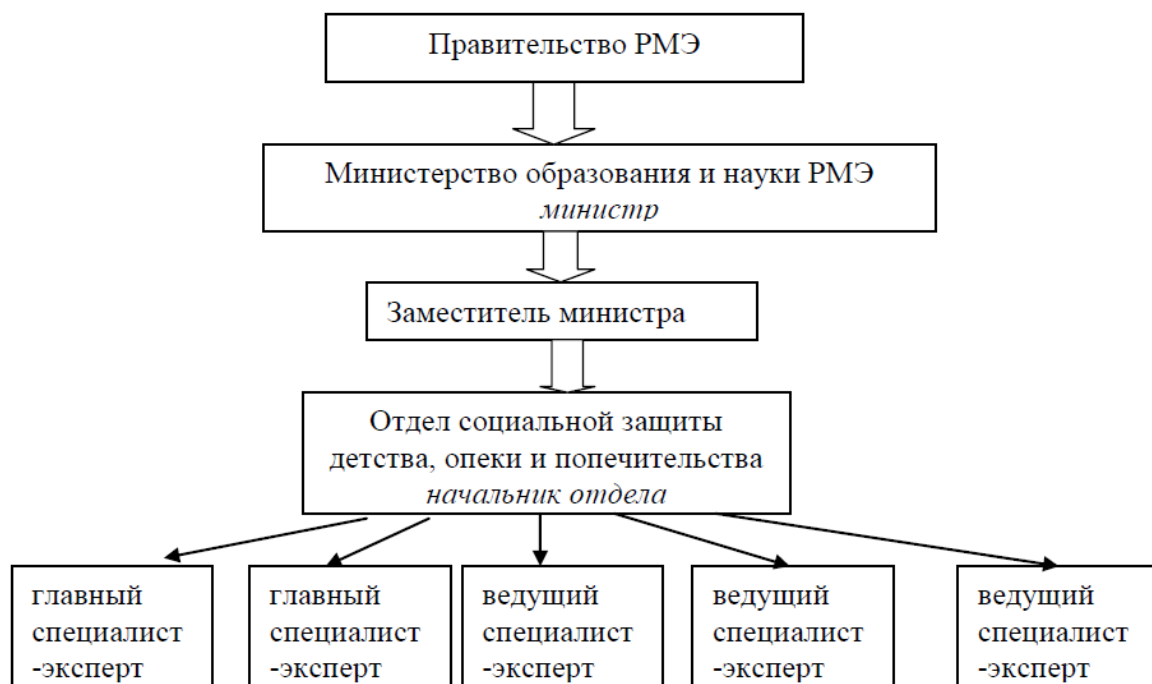 Правительство РМЭ
Министерство образования и науки РМЭ
министр
Заместитель министра
Отдел социальной защиты
детства, опеки и попечительства
начальник отдела
главный
специалист
-эксперт
главный
специалист
-эксперт
ведущий
специалист
-эксперт
ведущий
специалист
-эксперт
ведущий
специалист
-эксперт